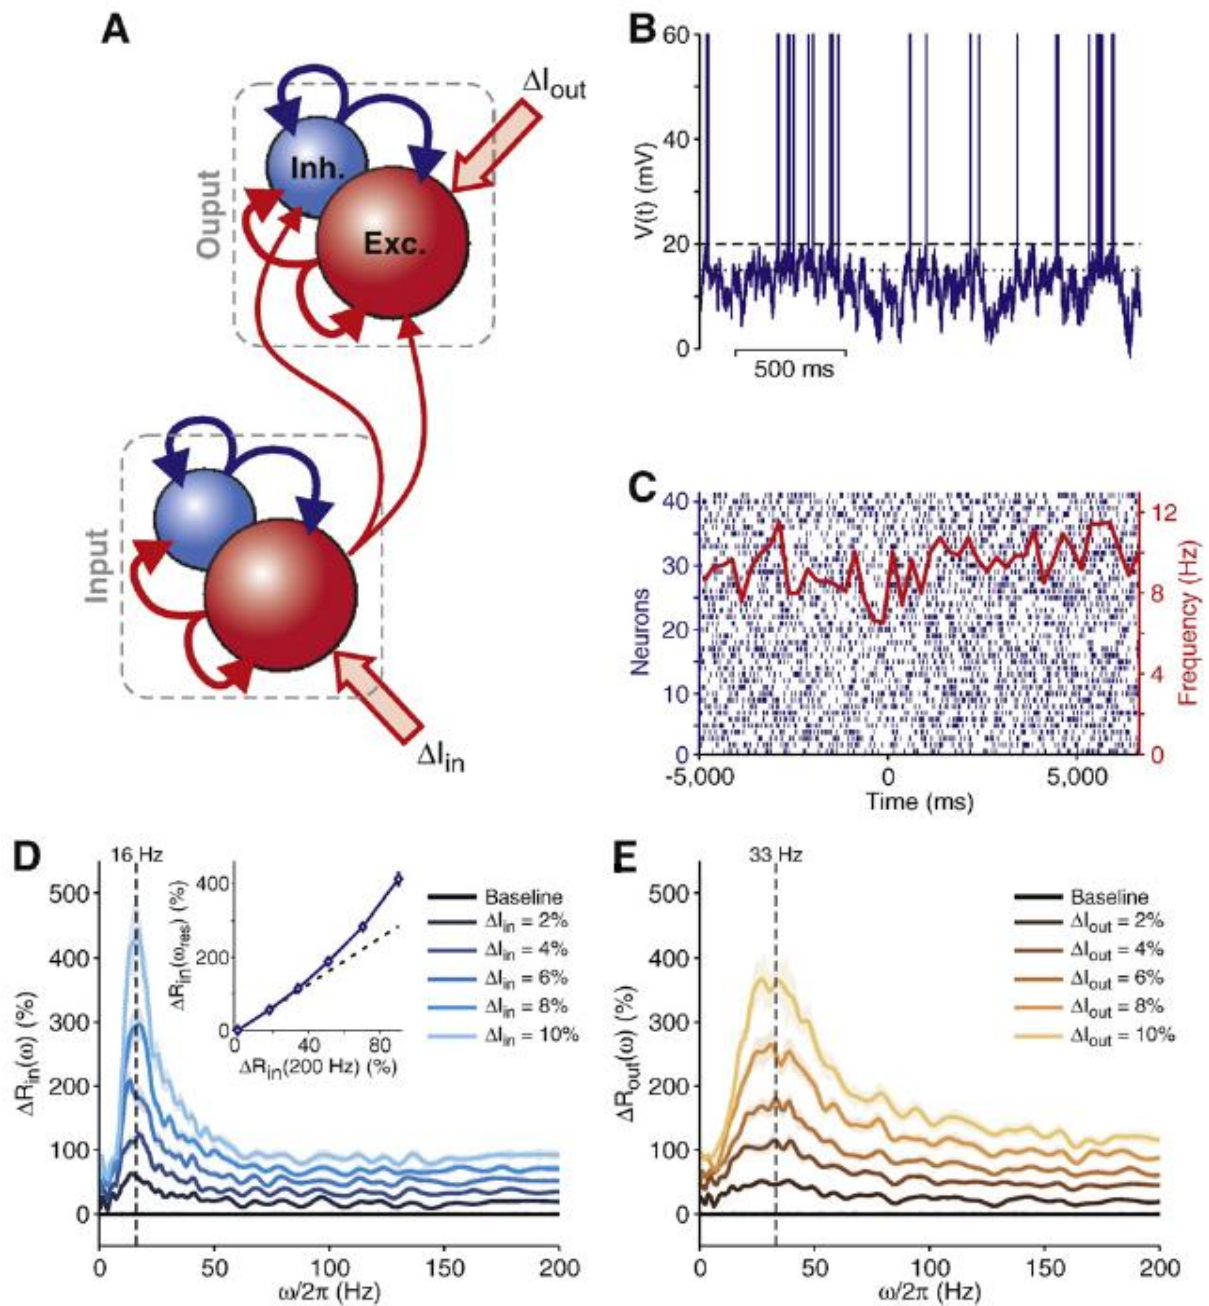 A
ΔI_out
Inh.
Exc.
Ouput
Input
ΔI_in
B
60
40
20
0
V(t) (mV)
500 ms
C
40
30
20
10
0
Neurons
12
8
4
0
Frequency (Hz)
-5,000 0 5,000
Time (ms)
D
16 Hz
500
400
300
200
100
0
ΔR_in(ω) (%)
0 50 100 150 200
ω/2π (Hz)
400
200
0
ΔR_in(ω_res) (%)
0 40 80
ΔR_in(200 Hz) (%)
Baseline
ΔI_in = 2%
ΔI_in = 4%
ΔI_in = 6%
ΔI_in = 8%
ΔI_in = 10%
E
33 Hz
500
400
300
200
100
0
ΔR_out(ω) (%)
0 50 100 150 200
ω/2π (Hz)
Baseline
ΔI_out = 2%
ΔI_out = 4%
ΔI_out = 6%
ΔI_out = 8%
ΔI_out = 10%